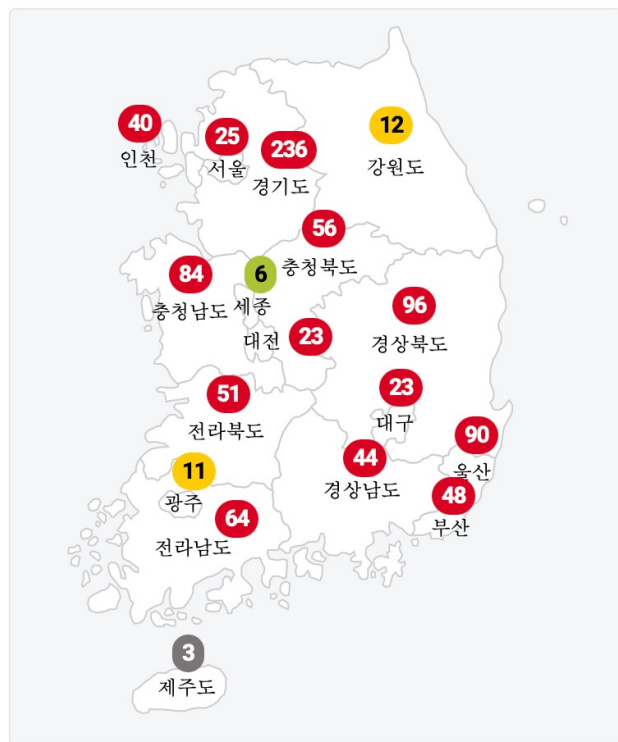 40
인천
25
서울
236
경기도
12
강원도
56
충청북도
84
충청남도
6
세종
23
대전
96
경상북도
51
전라북도
23
대구
90
울산
44
경상남도
48
부산
11
광주
64
전라남도
3
제주도